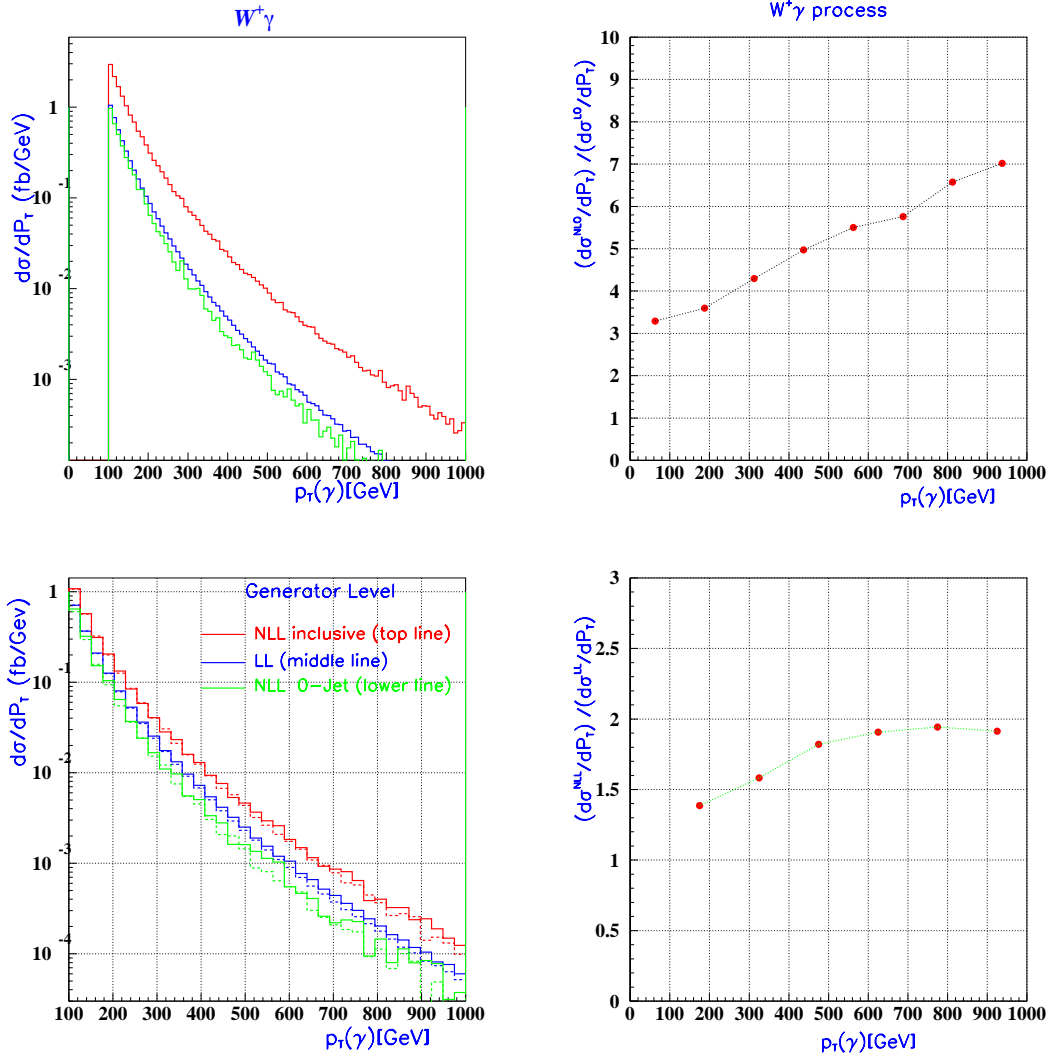 W⁺γ
dσ/dP_T (fb/GeV)
1
10⁻¹
10⁻²
10⁻³
0 100 200 300 400 500 600 700 800 900 1000
p_T(γ)[GeV]
W⁺γ process
(dσ^NLO/dP_T) / (dσ^LO/dP_T)
10
9
8
7
6
5
4
3
2
1
0
0 100 200 300 400 500 600 700 800 900 1000
p_T(γ)[GeV]
dσ/dP_T (fb/Gev)
1
10⁻¹
10⁻²
10⁻³
10⁻⁴
Generator Level
NLL inclusive (top line)
LL (middle line)
NLL 0-Jet (lower line)
100 200 300 400 500 600 700 800 900 1000
p_T(γ)[GeV]
(dσ^NLL/dP_T) / (dσ^LL/dP_T)
3
2.5
2
1.5
1
0.5
0
0 100 200 300 400 500 600 700 800 900 1000
p_T(γ)[GeV]